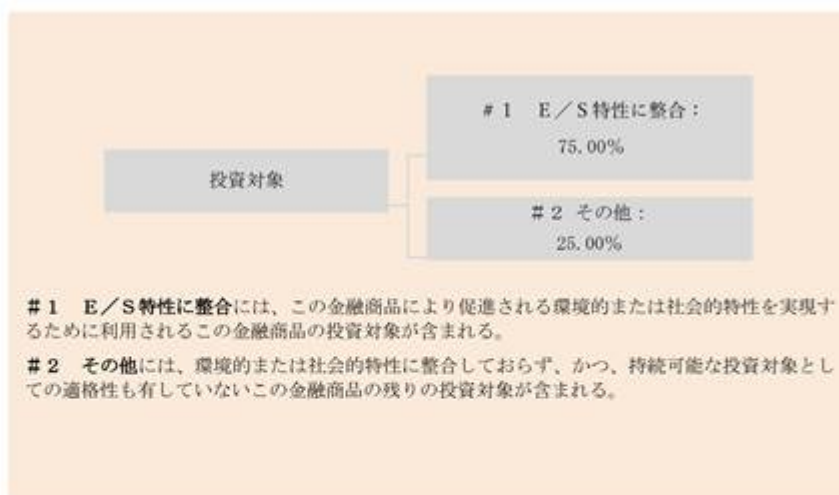 #1 E/S特性に整合：
75.00%
投資対象
#2 その他：
25.00%
#1 E/S特性に整合には、この金融商品により促進される環境的または社会的特性を実現す
るために利用されるこの金融商品の投資対象が含まれる。
#2 その他には、環境的または社会的特性に整合しておらず、かつ、持続可能な投資対象とし
ての適格性も有していないこの金融商品の残りの投資対象が含まれる。